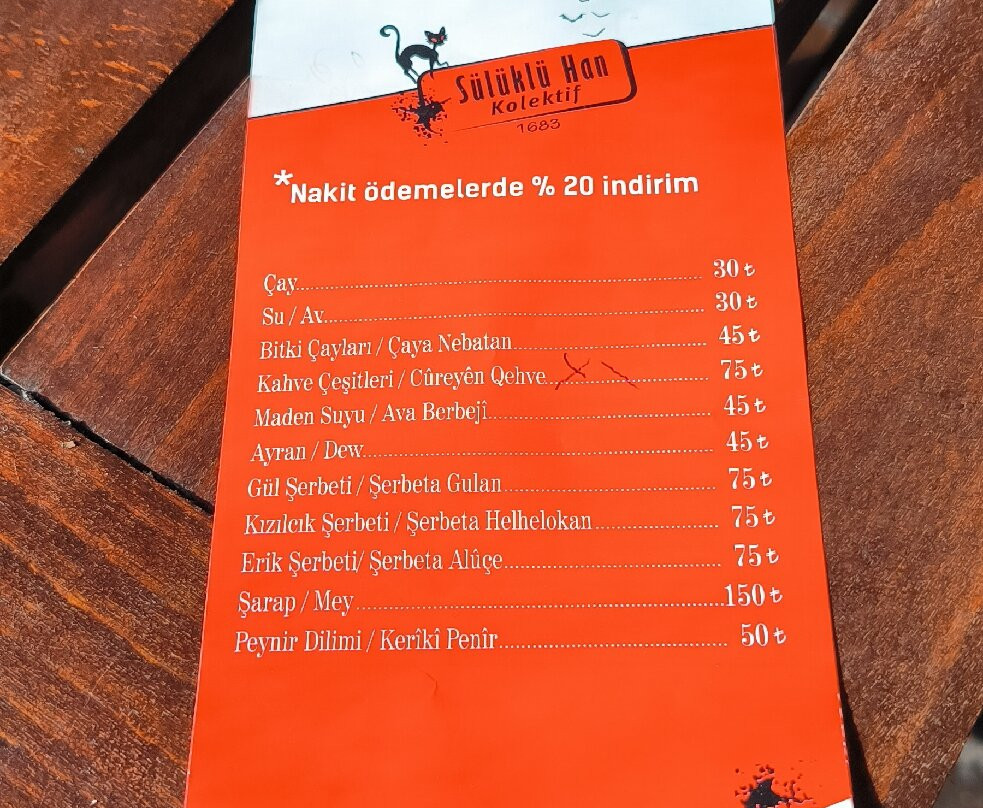 Sülüklü Han
Kolektif
1683
*Nakit ödemelerde % 20 indirim
Çay.......................... 30 ₺
Su / Av.......................... 30 ₺
Bitki Çayları / Çaya Nebatan.......................... 45 ₺
Kahve Çeşitleri / Cûreyên Qehve.......................... 75 ₺
Maden Suyu / Ava Berbejî.......................... 45 ₺
Ayran / Dew.......................... 45 ₺
Gül Şerbeti / Şerbeta Gulan.......................... 75 ₺
Kızılcık Şerbeti / Şerbeta Helhelokan.......................... 75 ₺
Erik Şerbeti/ Şerbeta Alûçe.......................... 75 ₺
Şarap / Mey.......................... 150 ₺
Peynir Dilimi / Kerîkî Penîr.......................... 50 ₺